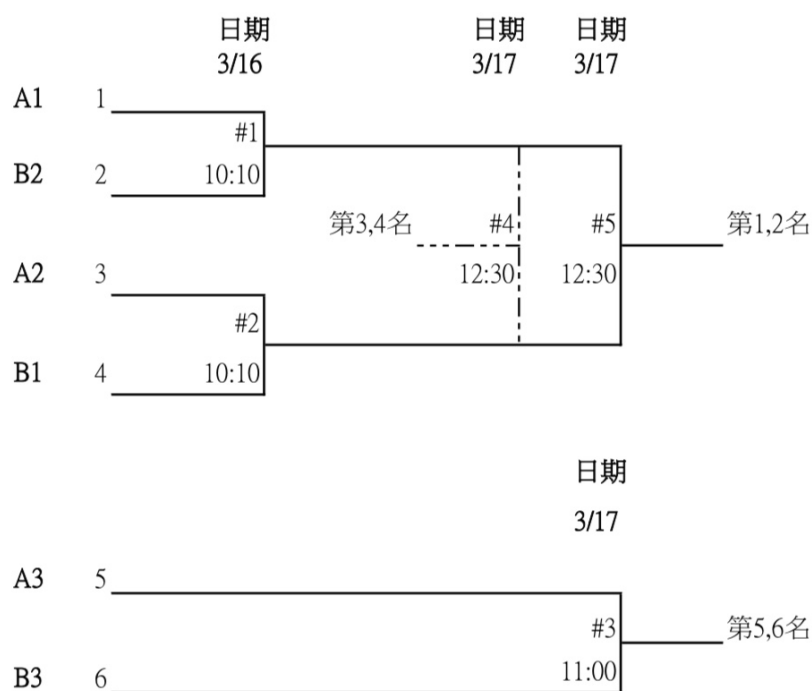 日期 日期 日期
3/16 3/17 3/17
A1 1
#1
B2 2 10:10
第3,4名 #4 #5 第1,2名
A2 3 12:30 12:30
#2
B1 4 10:10
日期
3/17
A3 5
#3 第5,6名
11:00
B3 6